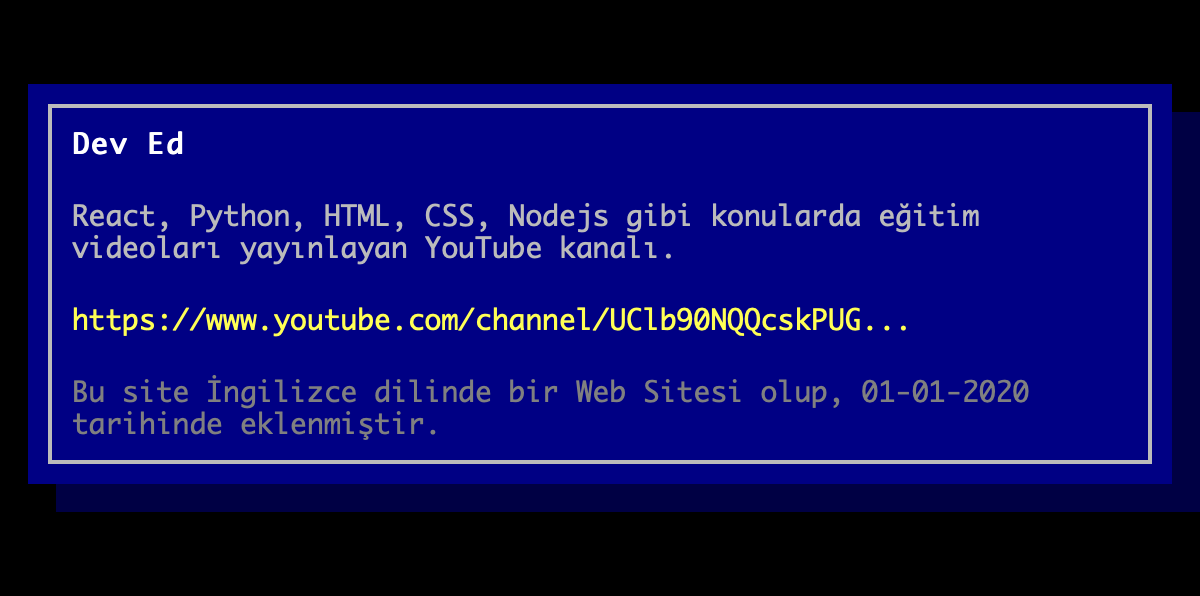 Dev Ed
React, Python, HTML, CSS, Nodejs gibi konularda eğitim
videoları yayınlayan YouTube kanalı.
https://www.youtube.com/channel/UClb90NQQcskPUG...
Bu site İngilizce dilinde bir Web Sitesi olup, 01-01-2020
tarihinde eklenmiştir.